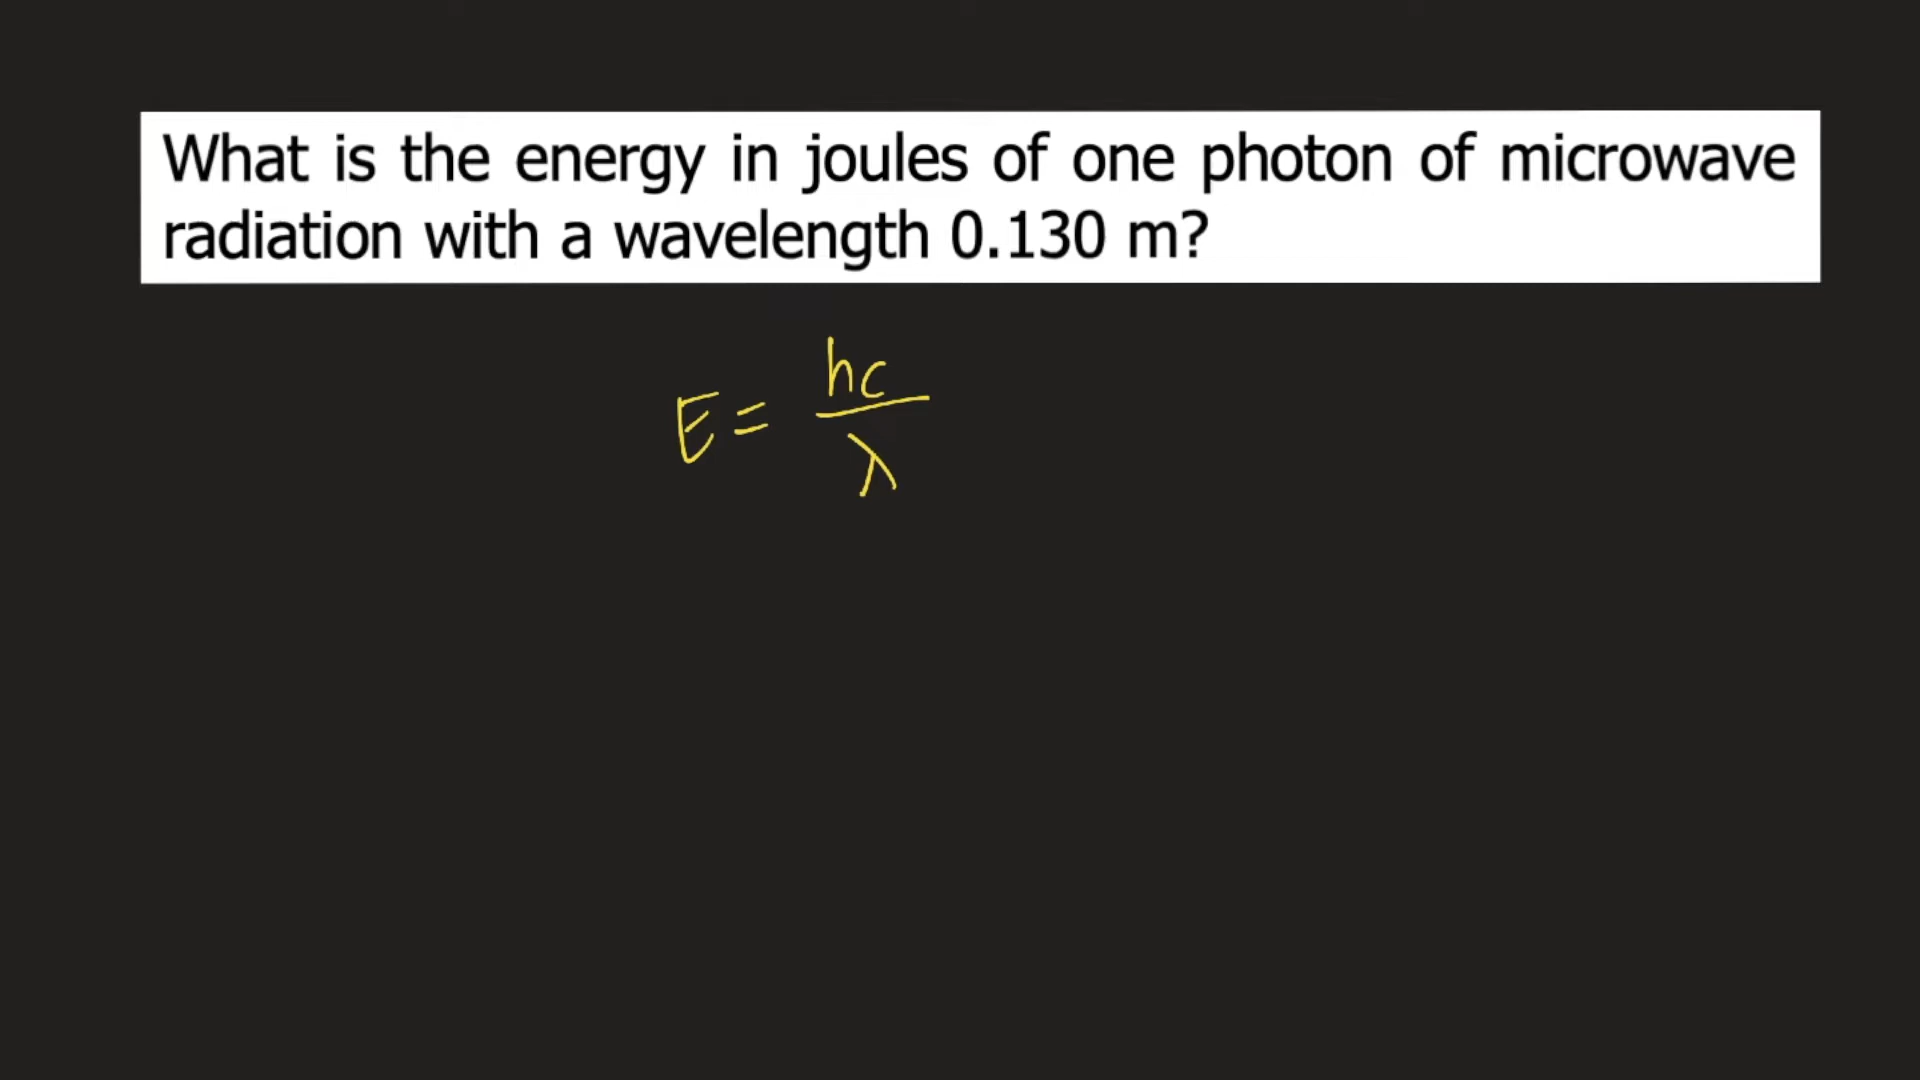 What is the energy in joules of one photon of microwave
radiation with a wavelength 0.130 m?
hc
E =
λ